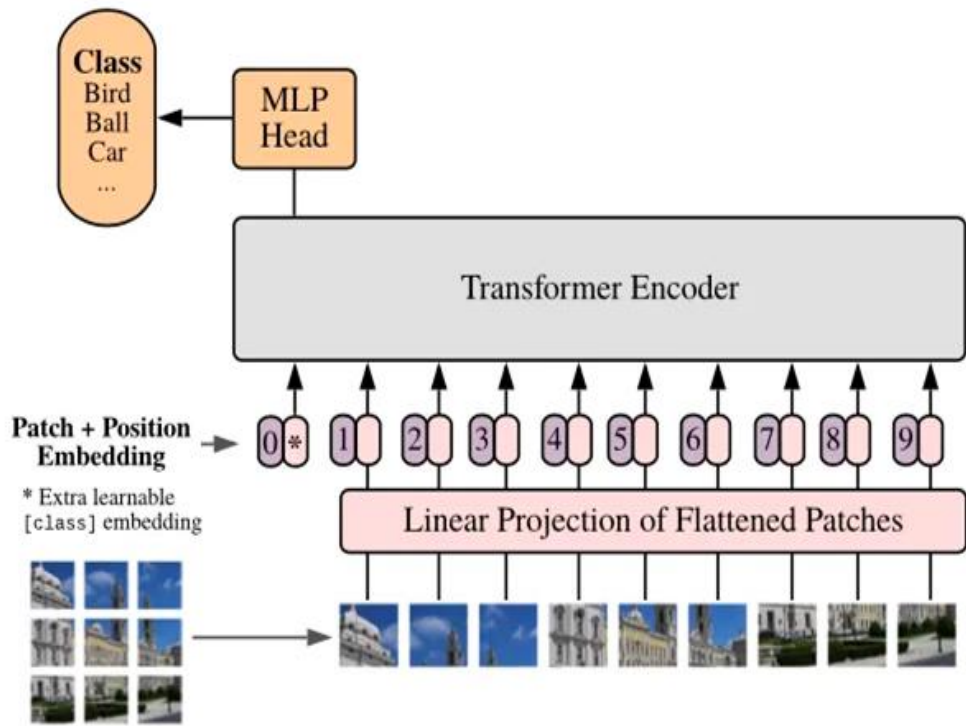 Class
Bird
Ball
Car
...
MLP
Head
Transformer Encoder
Patch + Position
Embedding
0 * 1 2 3 4 5 6 7 8 9
* Extra learnable
[class] embedding
Linear Projection of Flattened Patches